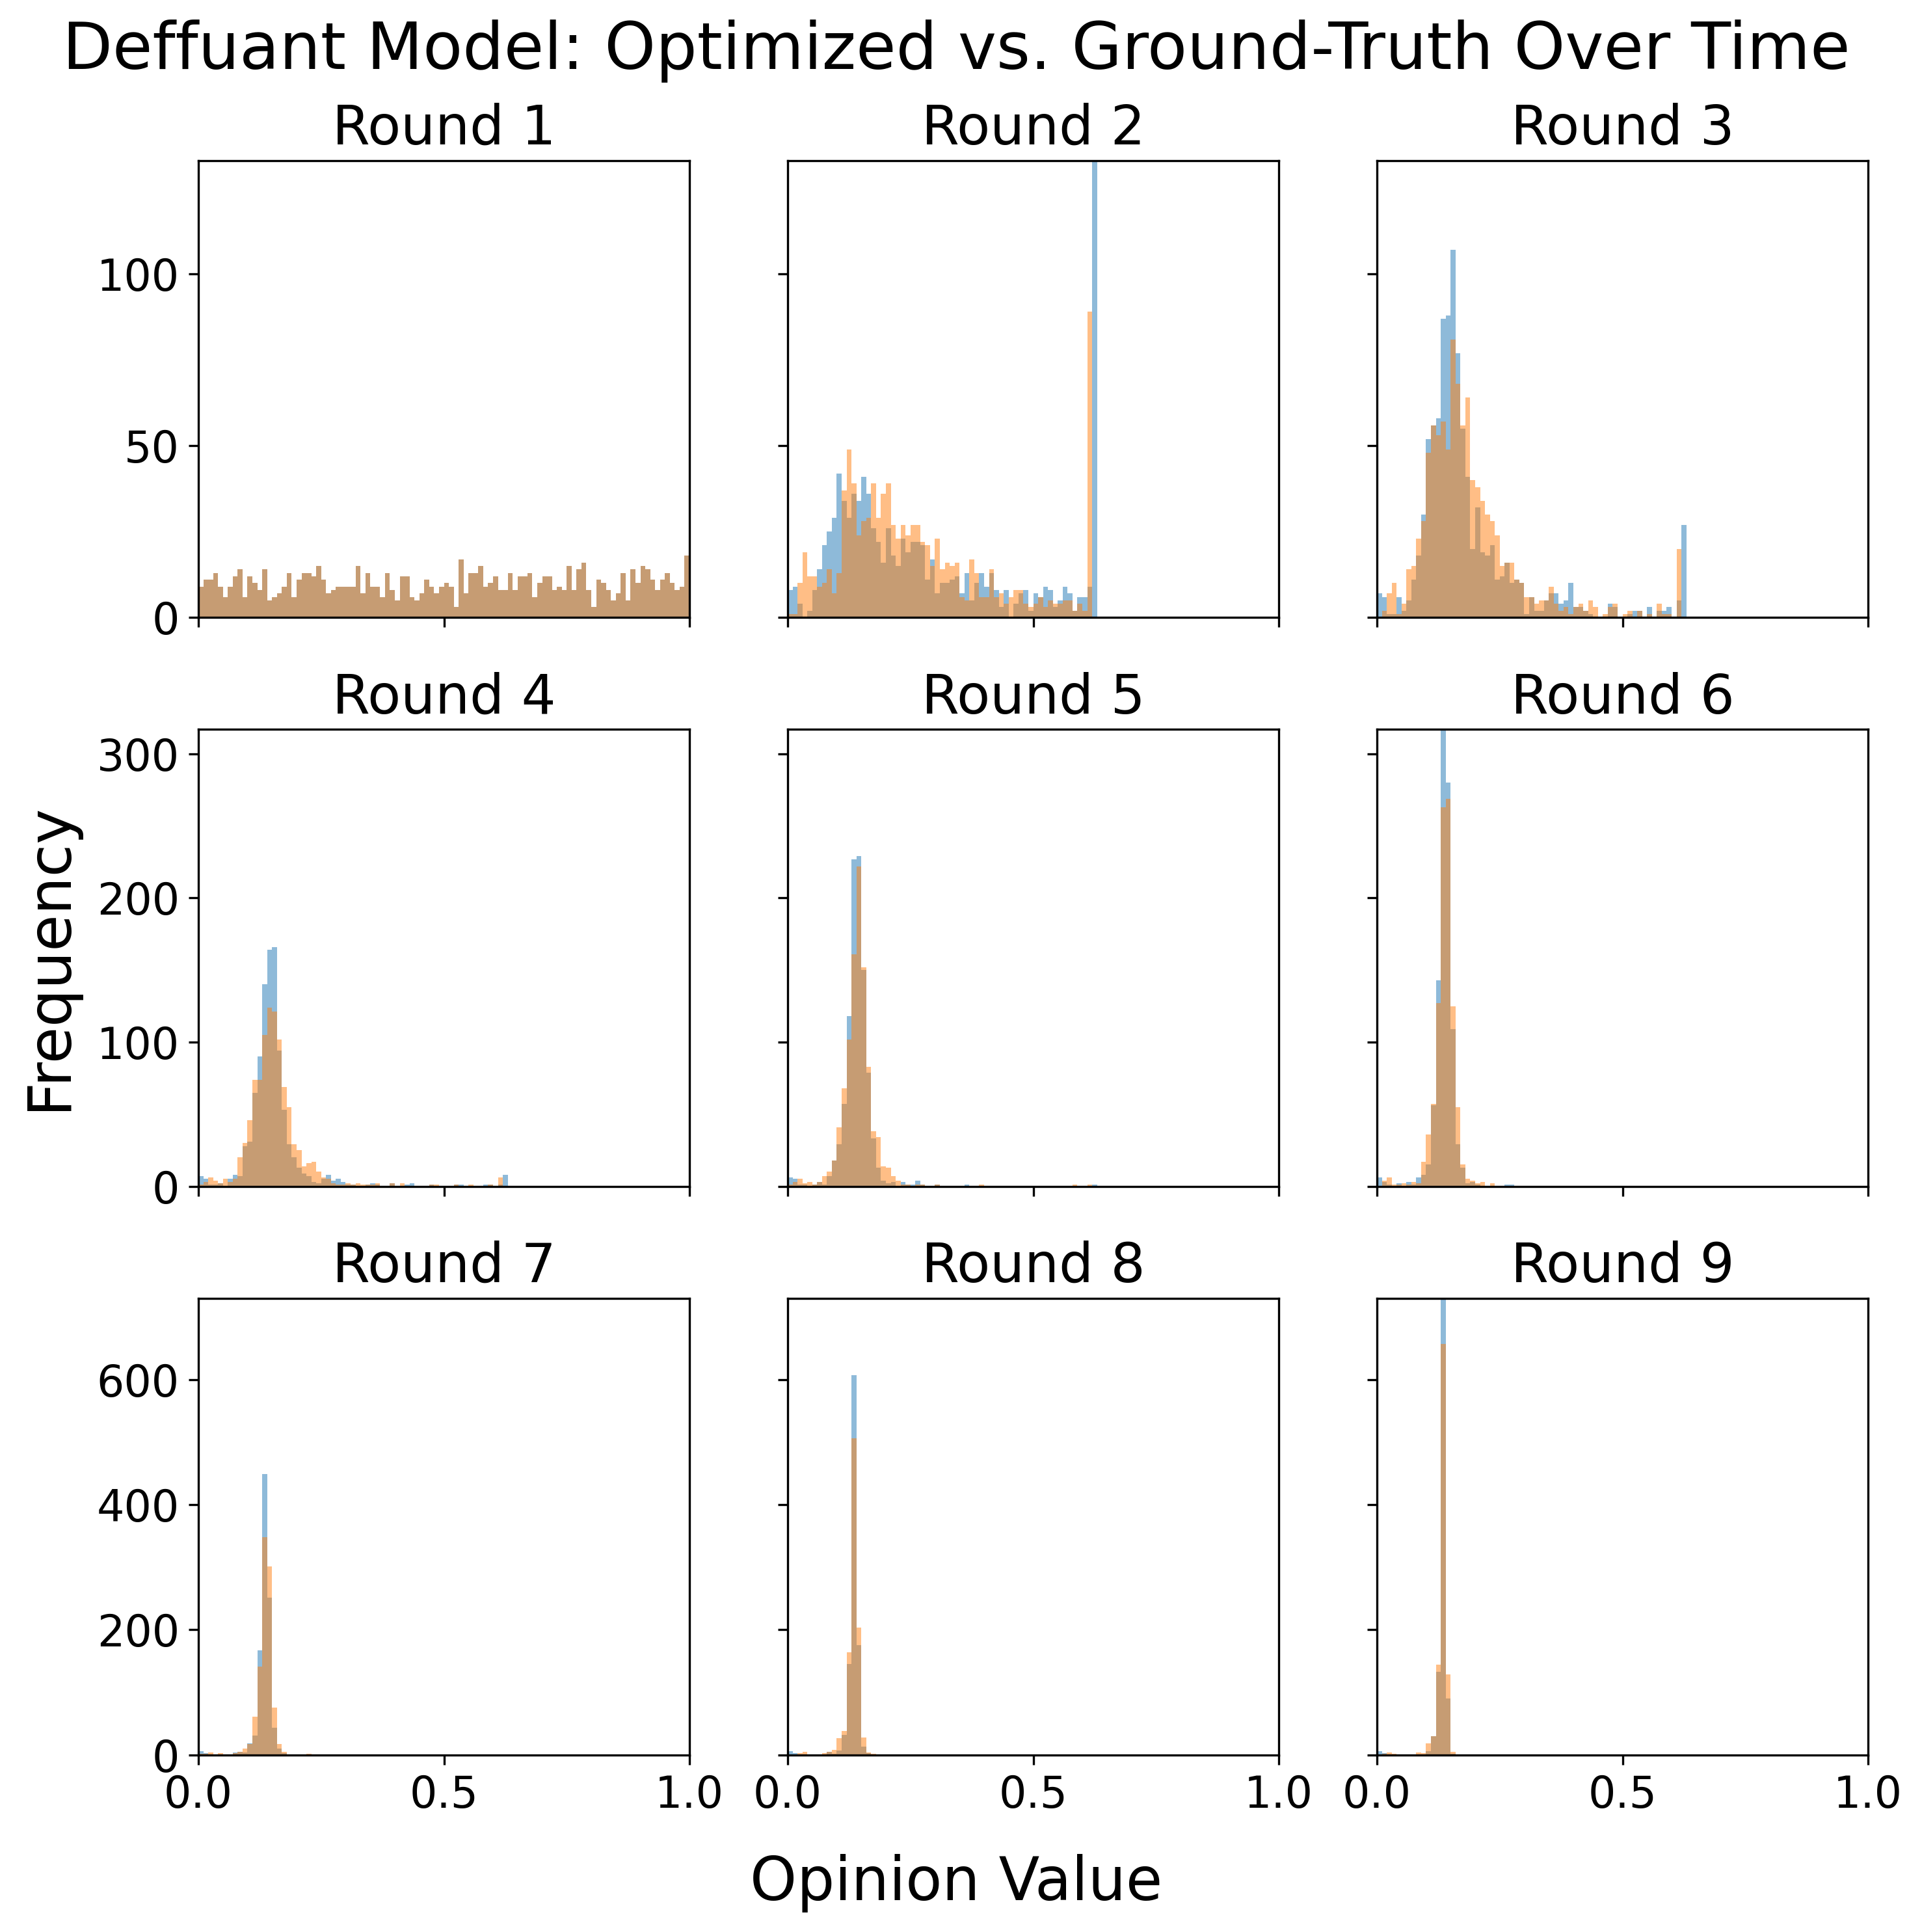 Deffuant Model: Optimized vs. Ground-Truth Over Time
Round 1
Round 2
Round 3
100
50
0
Round 4
Round 5
Round 6
300
200
100
0
Frequency
Round 7
Round 8
Round 9
600
400
200
0
0.0 0.5 1.0
0.0 0.5 1.0
0.0 0.5 1.0
Opinion Value